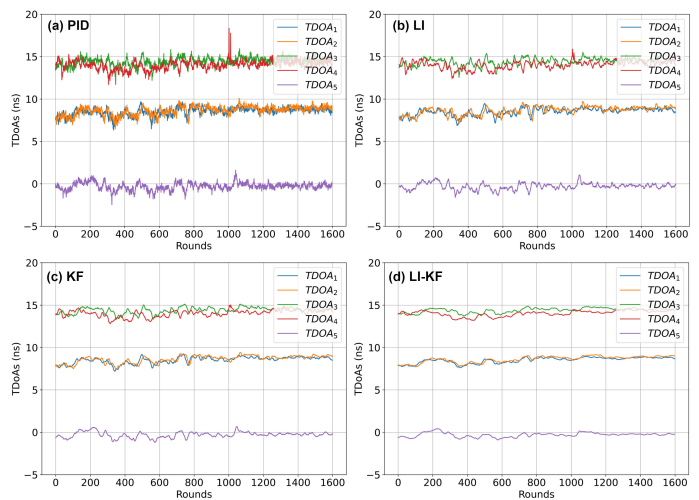 (a) PID
TDOA₁
TDOA₂
TDOA₃
TDOA₄
TDOA₅
20
15
10
5
0
−5
TDoAs (ns)
0 200 400 600 800 1000 1200 1400 1600
Rounds
(b) LI
TDOA₁
TDOA₂
TDOA₃
TDOA₄
TDOA₅
20
15
10
5
0
−5
TDoAs (ns)
0 200 400 600 800 1000 1200 1400 1600
Rounds
(c) KF
TDOA₁
TDOA₂
TDOA₃
TDOA₄
TDOA₅
20
15
10
5
0
−5
TDoAs (ns)
0 200 400 600 800 1000 1200 1400 1600
Rounds
(d) LI-KF
TDOA₁
TDOA₂
TDOA₃
TDOA₄
TDOA₅
20
15
10
5
0
−5
TDoAs (ns)
0 200 400 600 800 1000 1200 1400 1600
Rounds